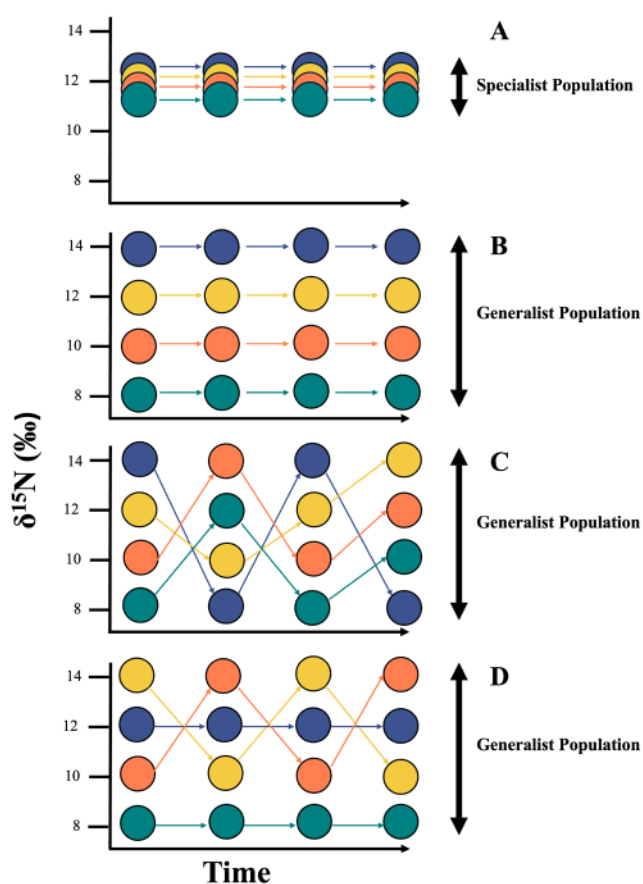 A
14
12
10
8
Specialist Population
B
14
12
10
8
Generalist Population
C
14
12
10
8
Generalist Population
D
14
12
10
8
Generalist Population
δ¹⁵N (‰)
Time